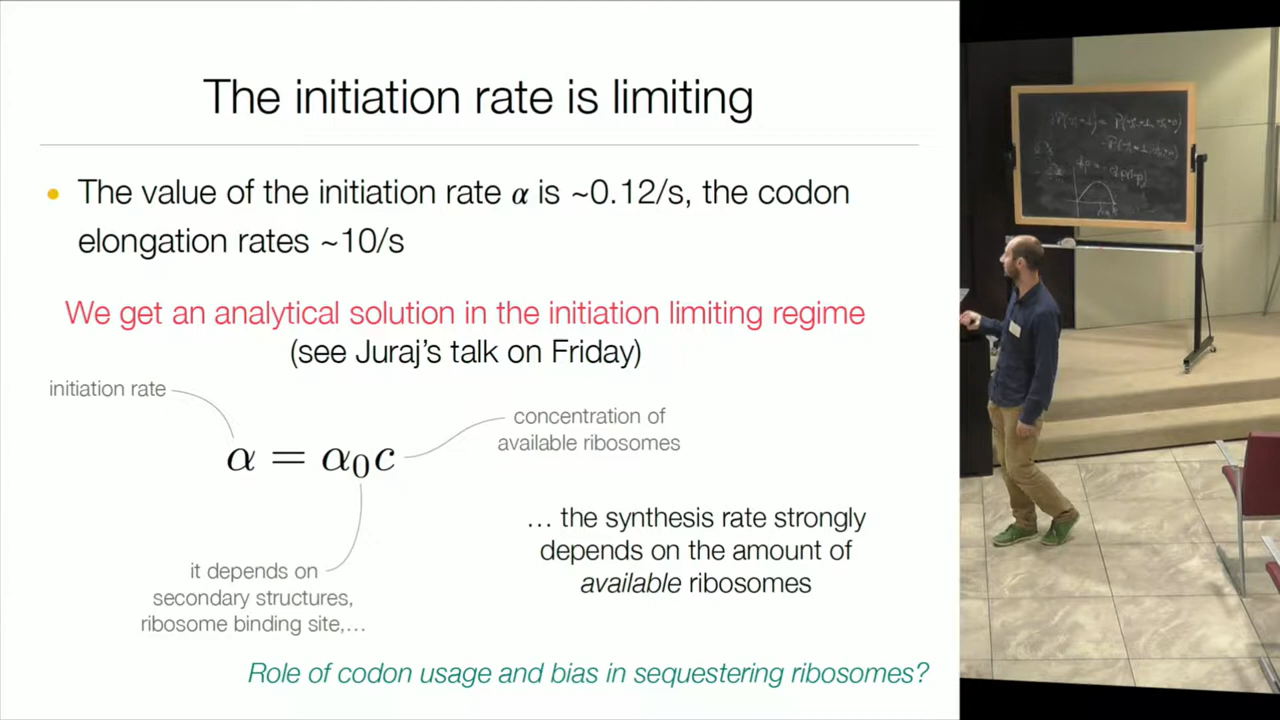 The initiation rate is limiting
• The value of the initiation rate α is ~0.12/s, the codon
elongation rates ~10/s
We get an analytical solution in the initiation limiting regime
(see Juraj's talk on Friday)
initiation rate
concentration of
available ribosomes
α = α₀c
… the synthesis rate strongly
depends on the amount of
available ribosomes
it depends on
secondary structures,
ribosome binding site,…
Role of codon usage and bias in sequestering ribosomes?